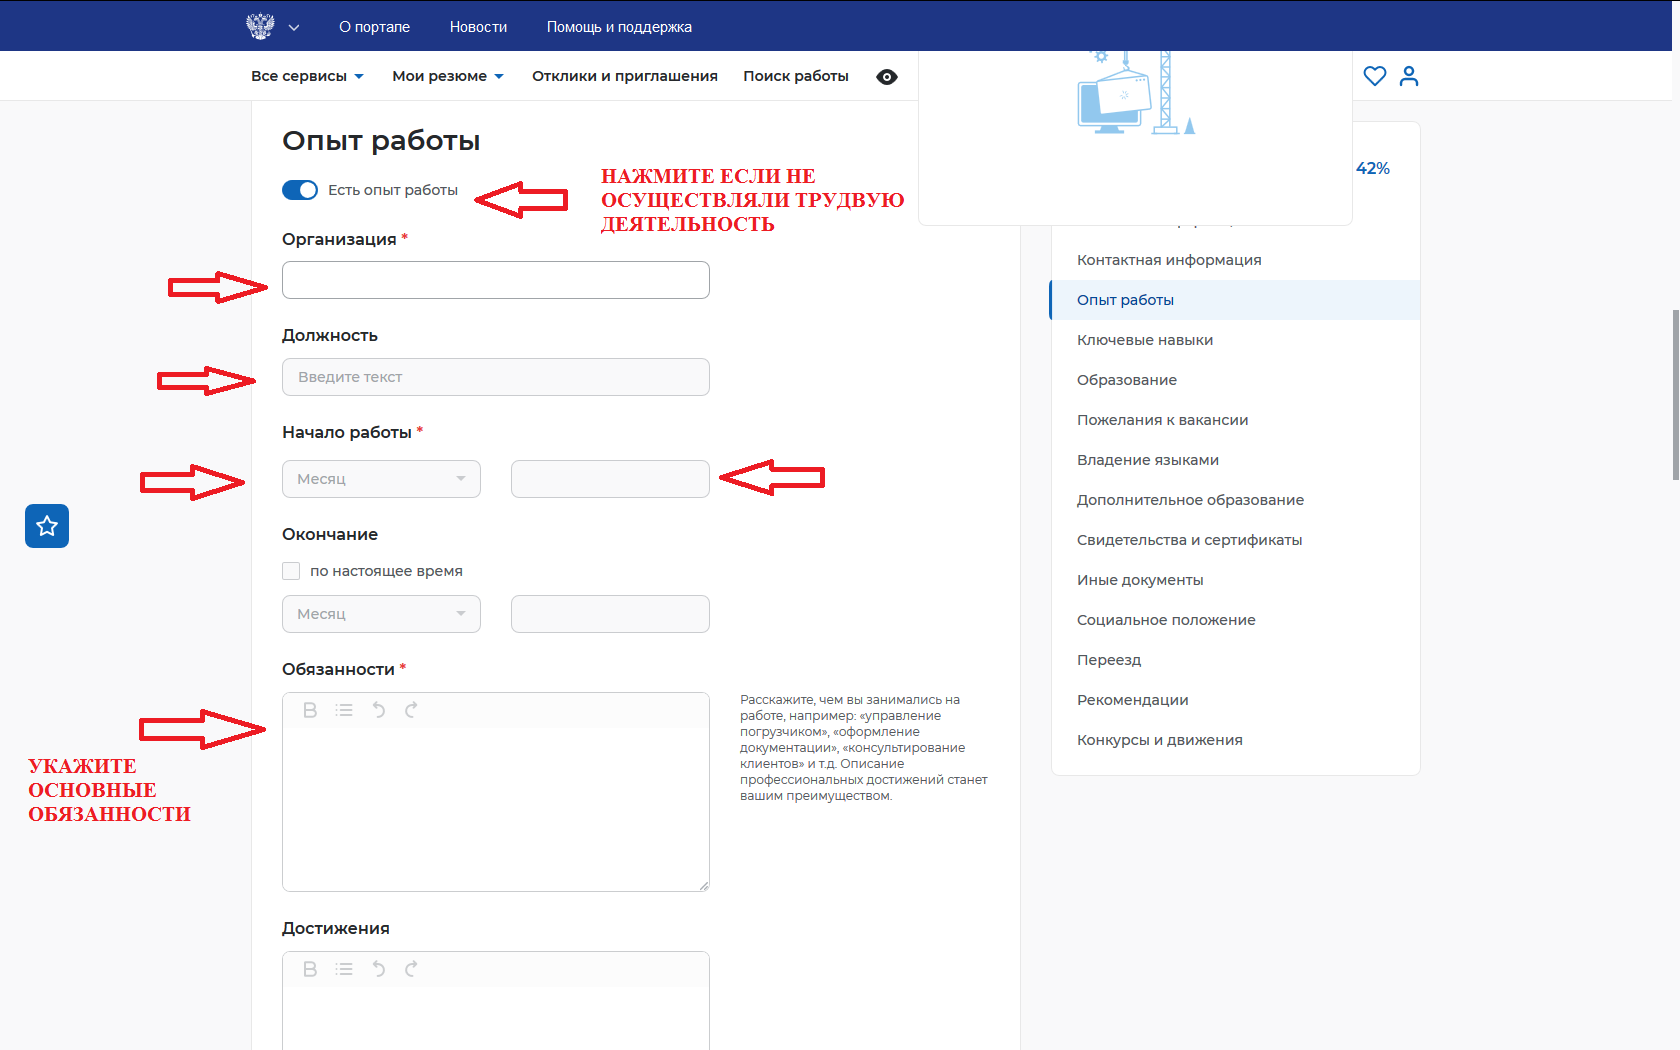 О портале
Новости
Помощь и поддержка
Все сервисы
Мои резюме
Отклики и приглашения
Поиск работы
Опыт работы
Есть опыт работы
НАЖМИТЕ ЕСЛИ НЕ
ОСУЩЕСТВЛЯЛИ ТРУДВУЮ
ДЕЯТЕЛЬНОСТЬ
Организация *
Должность
Введите текст
Начало работы *
Месяц
Окончание
по настоящее время
Месяц
Обязанности *
B
УКАЖИТЕ
ОСНОВНЫЕ
ОБЯЗАННОСТИ
Расскажите, чем вы занимались на
работе, например: «управление
погрузчиком», «оформление
документации», «консультирование
клиентов» и т.д. Описание
профессиональных достижений станет
вашим преимуществом.
Достижения
B
42%
Контактная информация
Опыт работы
Ключевые навыки
Образование
Пожелания к вакансии
Владение языками
Дополнительное образование
Свидетельства и сертификаты
Иные документы
Социальное положение
Переезд
Рекомендации
Конкурсы и движения